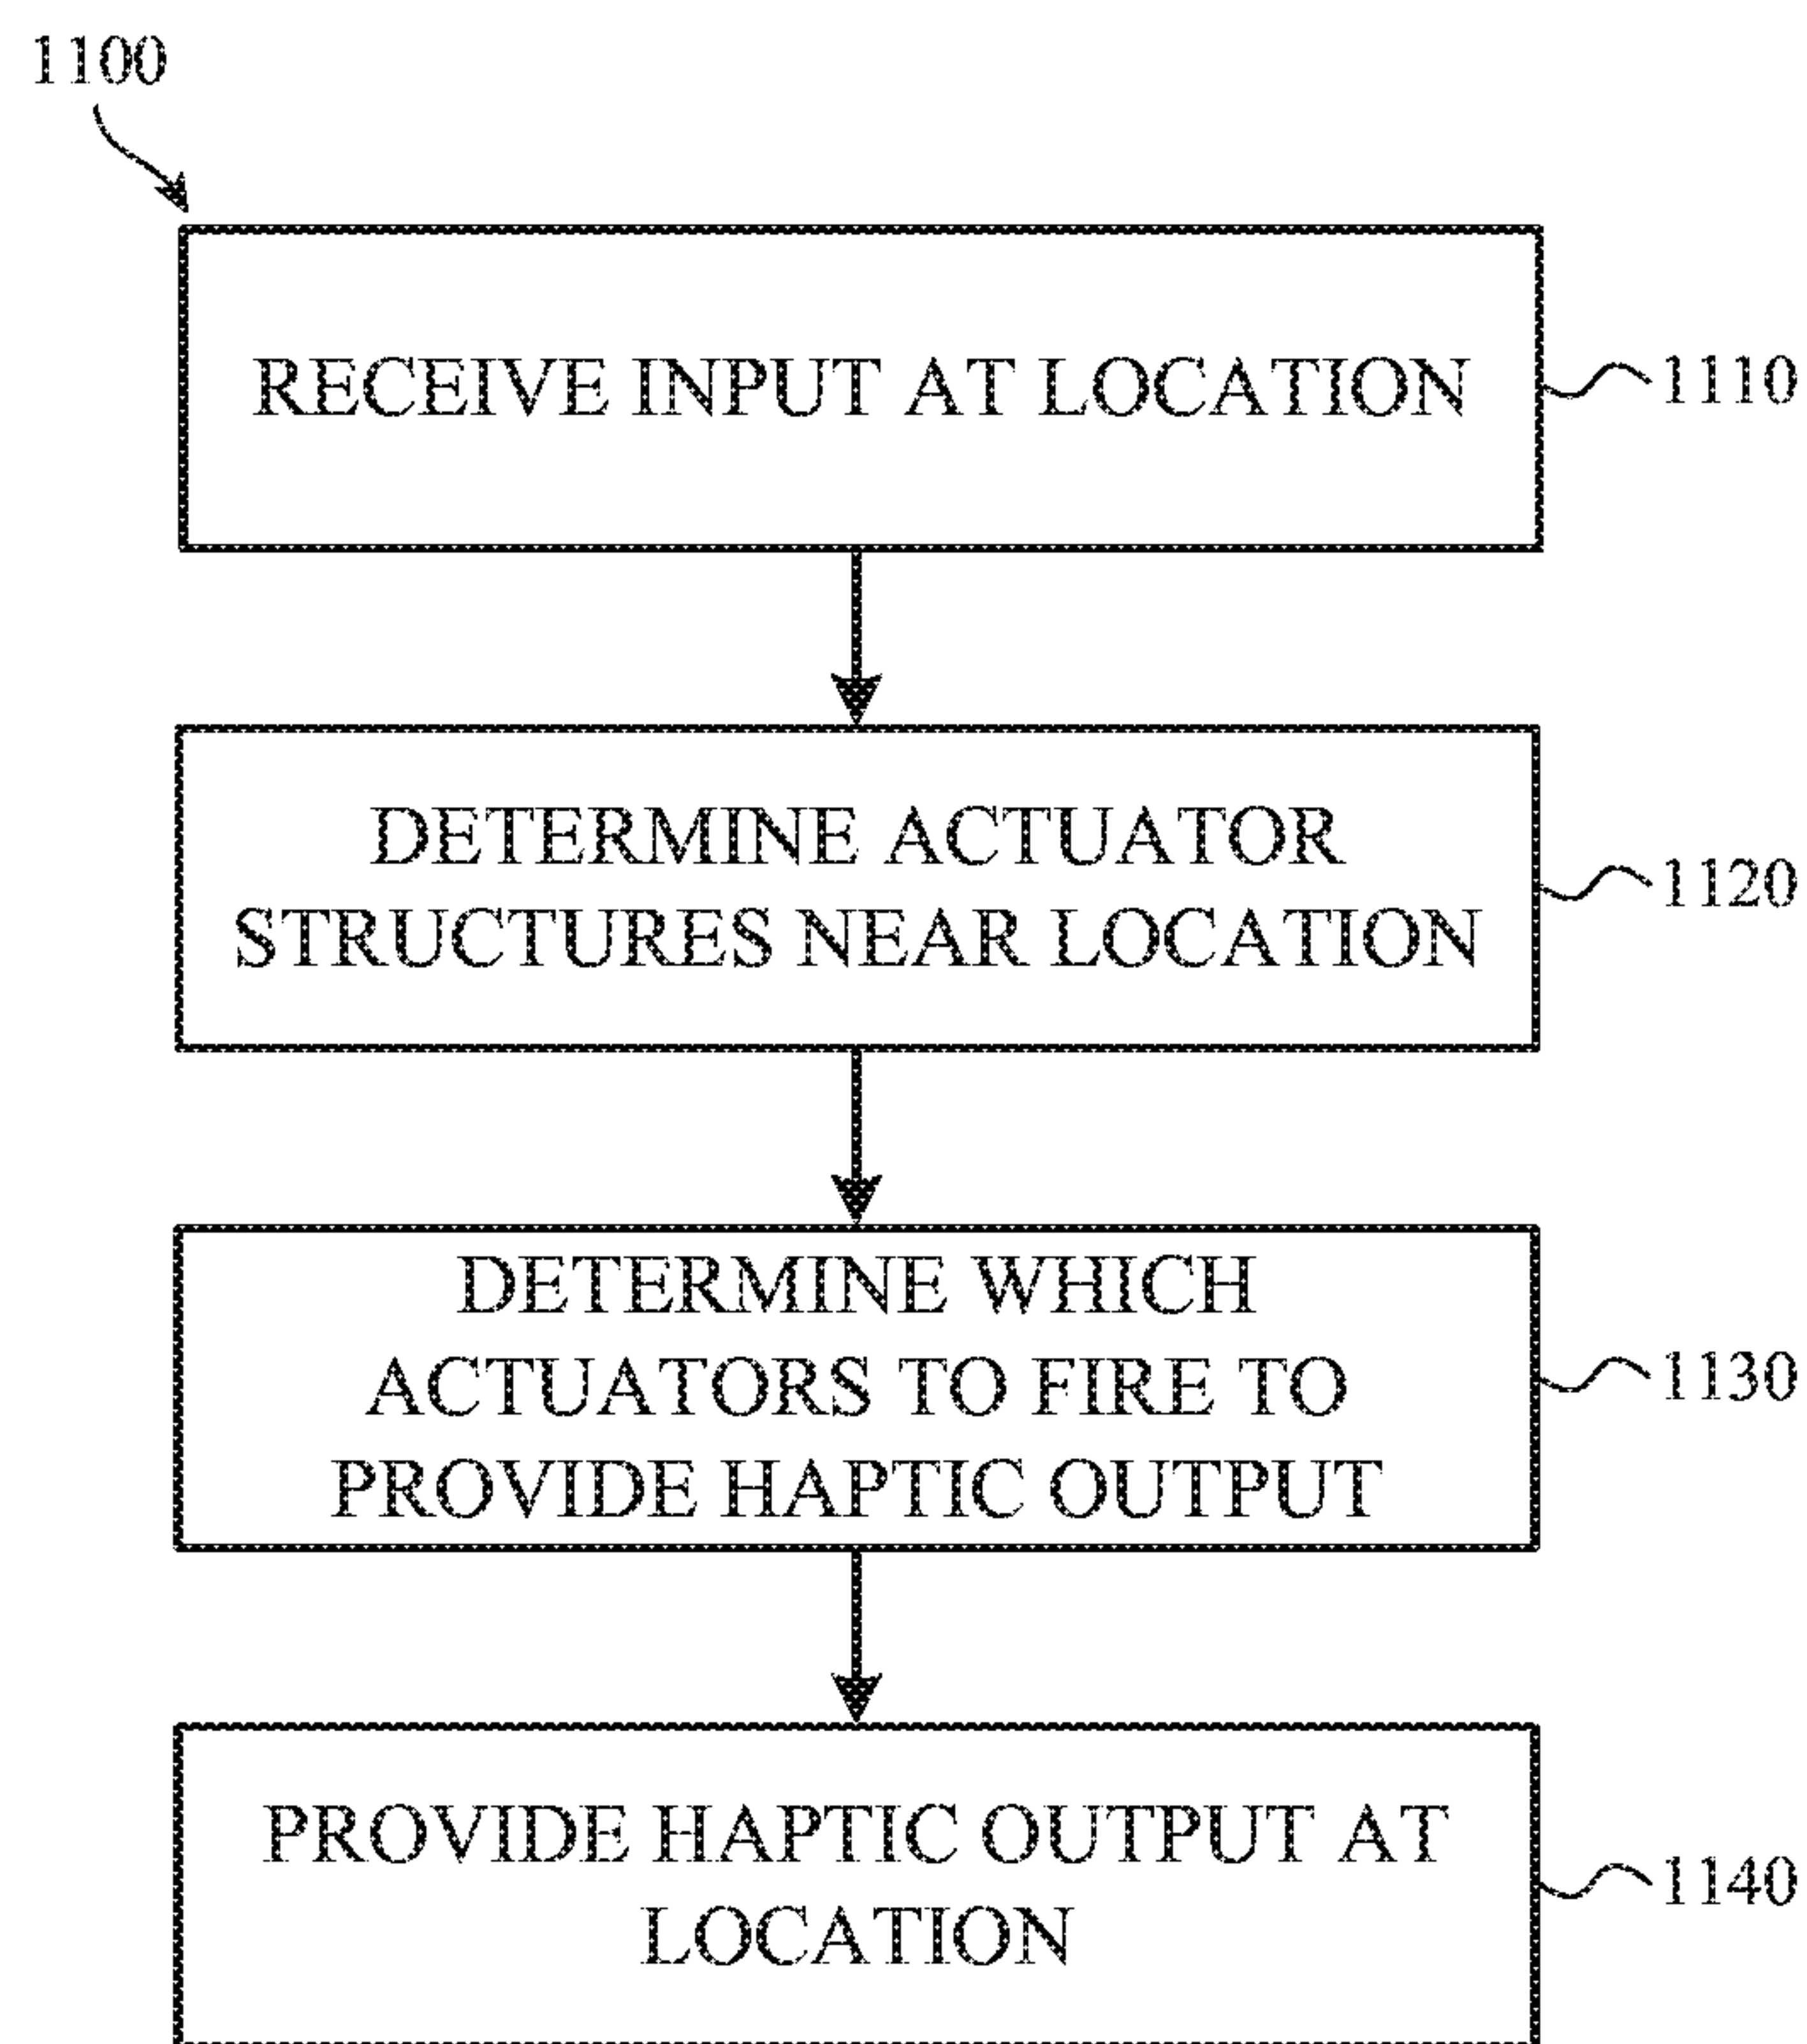 1100
RECEIVE INPUT AT LOCATION
1110
DETERMINE ACTUATOR
STRUCTURES NEAR LOCATION
1120
DETERMINE WHICH
ACTUATORS TO FIRE TO
PROVIDE HAPTIC OUTPUT
1130
PROVIDE HAPTIC OUTPUT AT
LOCATION
1140